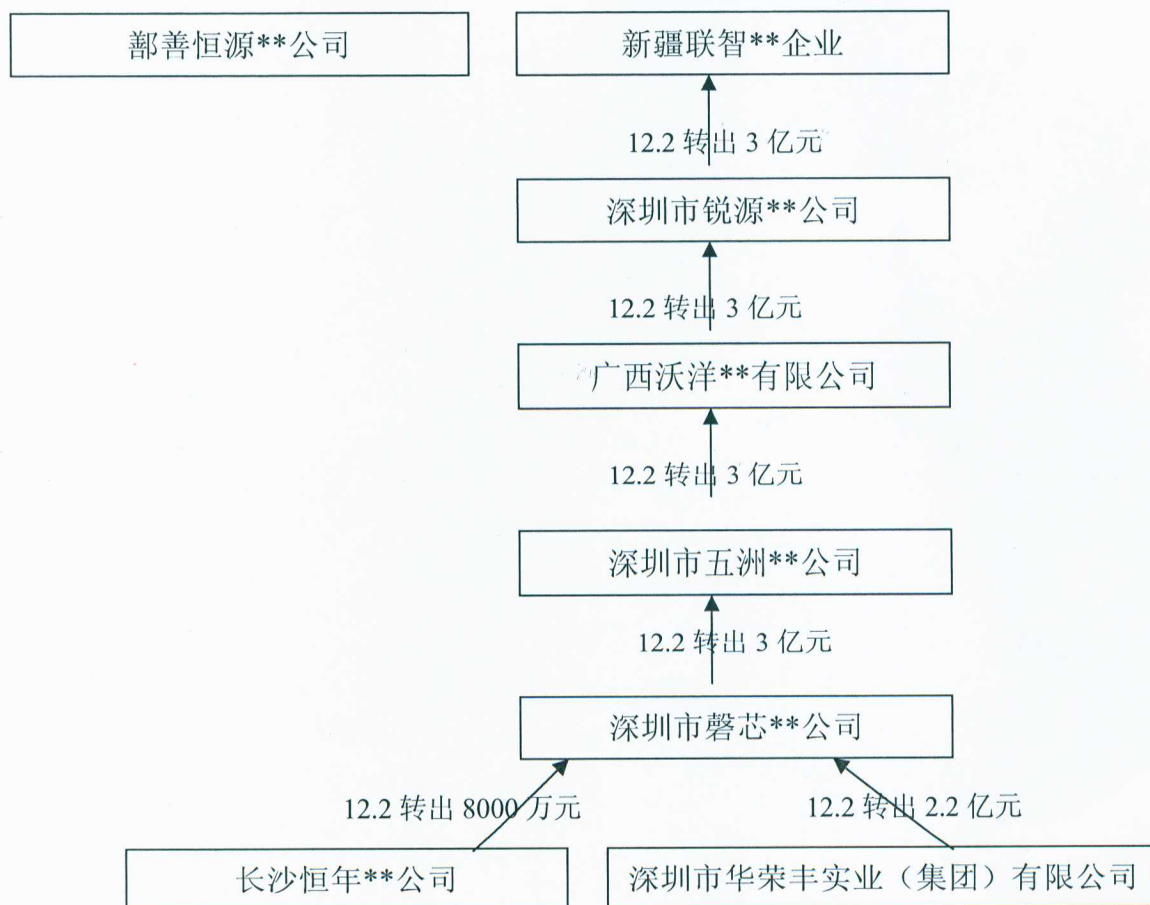 鄯善恒源**公司
新疆联智**企业
12.2 转出 3 亿元
深圳市锐源**公司
12.2 转出 3 亿元
广西沃洋**有限公司
12.2 转出 3 亿元
深圳市五洲**公司
12.2 转出 3 亿元
深圳市磬芯**公司
12.2 转出 8000 万元
12.2 转出 2.2 亿元
长沙恒年**公司
深圳市华荣丰实业（集团）有限公司